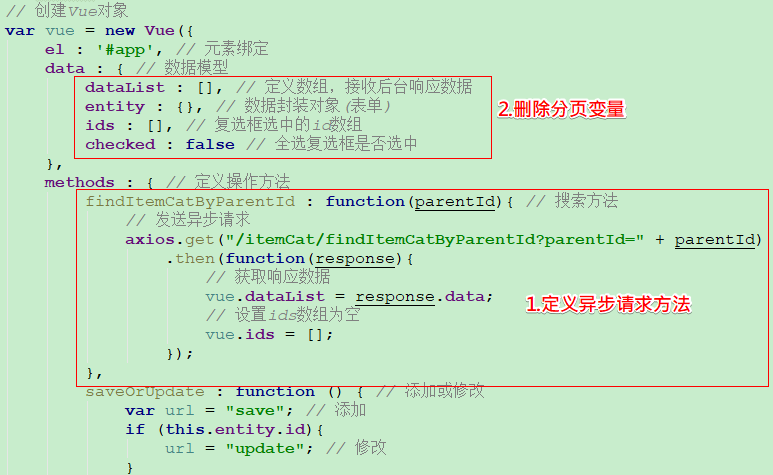 // 创建Vue对象
var vue = new Vue({
    el : '#app', // 元素绑定
    data : { // 数据模型
        dataList : [], // 定义数组，接收后台响应数据
        entity : {}, // 数据封装对象(表单)
        ids : [], // 复选框选中的id数组
        checked : false // 全选复选框是否选中
2.删除分页变量
    },
    methods : { // 定义操作方法
        findItemCatByParentId : function(parentId){ // 搜索方法
            // 发送异步请求
            axios.get("/itemCat/findItemCatByParentId?parentId=" + parentId)
                .then(function(response){
                    // 获取响应数据
                    vue.dataList = response.data;
                    // 设置ids数组为空
                    vue.ids = [];
                });
        },
1.定义异步请求方法
        saveOrUpdate : function () { // 添加或修改
            var url = "save"; // 添加
            if (this.entity.id){
                url = "update"; // 修改
            }